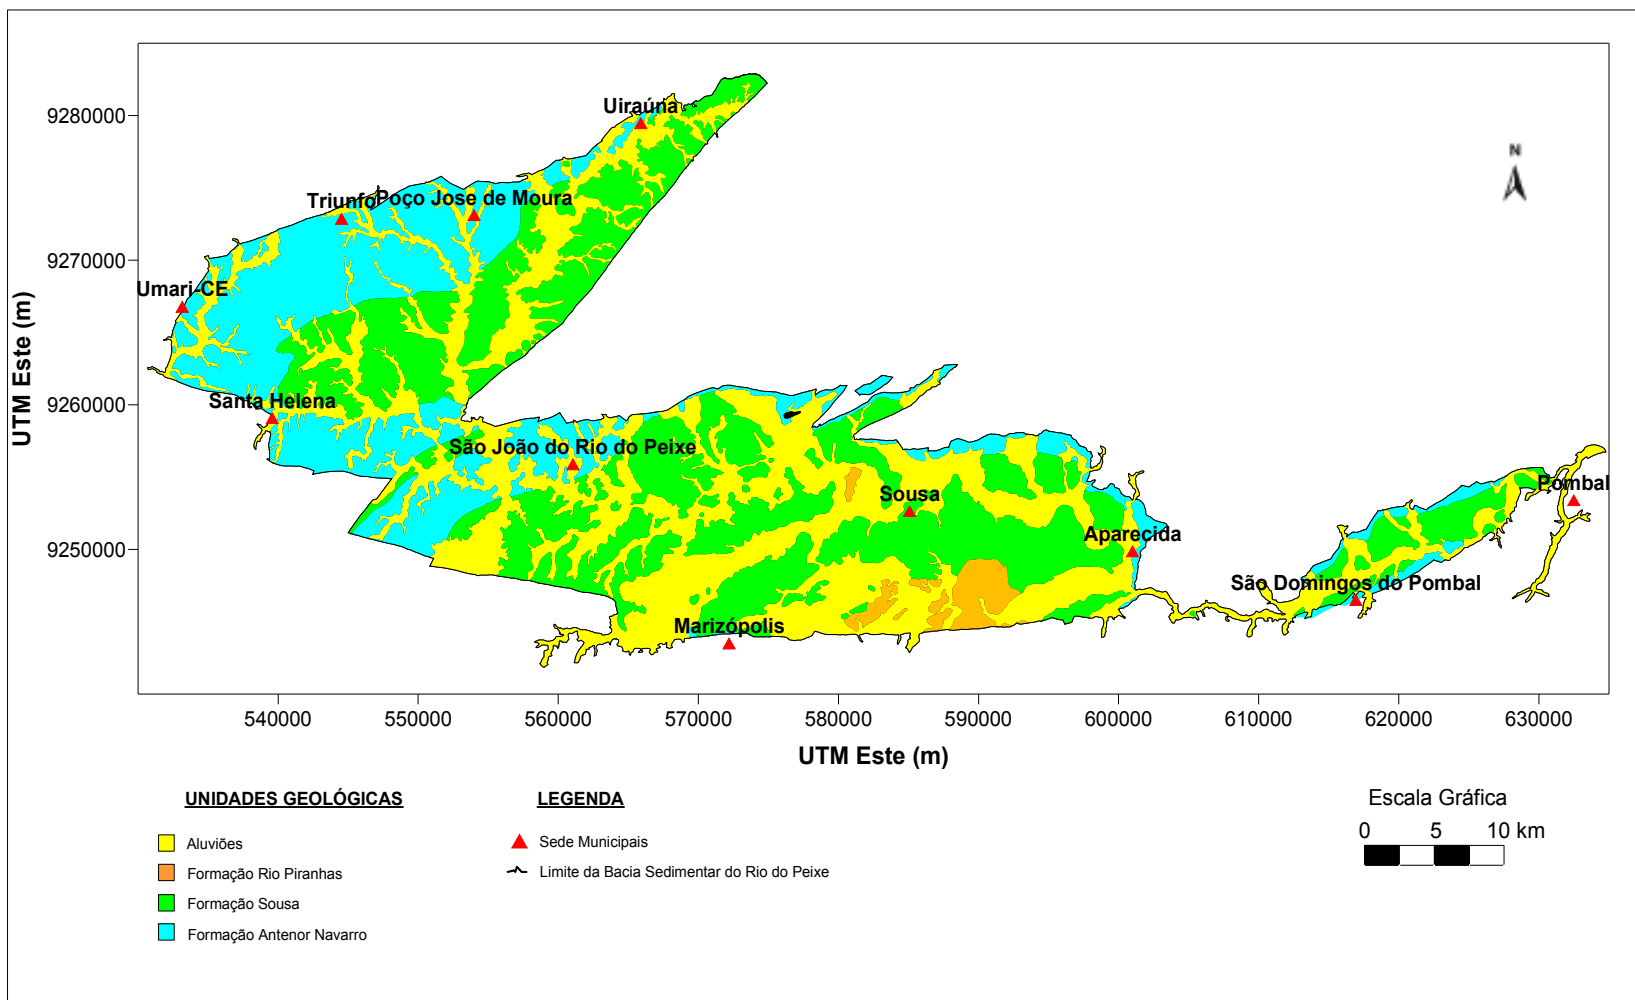 Uiraúna
9280000
N
Triunfo
Poço Jose de Moura
9270000
Umari-CE
UTM Este (m)
9260000
Santa Helena
São João do Rio do Peixe
Sousa
Pombal
9250000
Aparecida
São Domingos do Pombal
Marizópolis
540000 550000 560000 570000 580000 590000 600000 610000 620000 630000
UTM Este (m)
UNIDADES GEOLÓGICAS
Aluviões
Formação Rio Piranhas
Formação Sousa
Formação Antenor Navarro
LEGENDA
Sede Municipais
Limite da Bacia Sedimentar do Rio do Peixe
Escala Gráfica
0 5 10 km